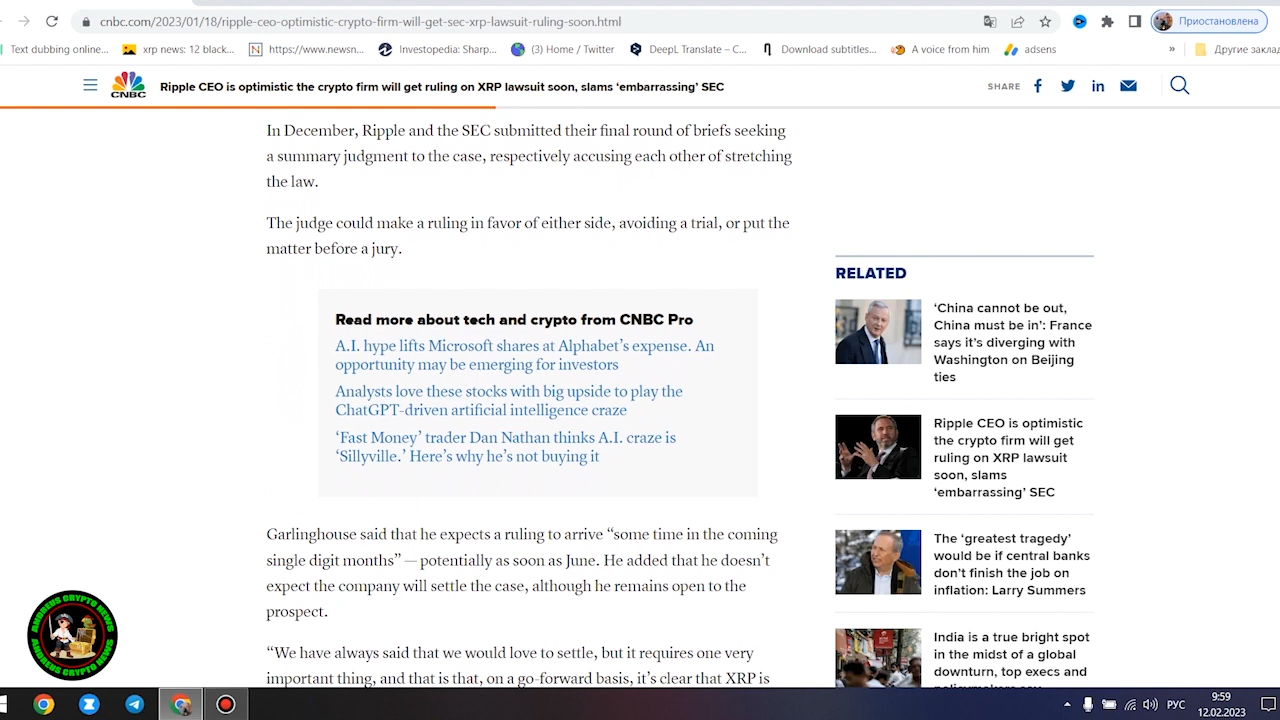 cnbc.com/2023/01/18/ripple-ceo-optimistic-crypto-firm-will-get-sec-xrp-lawsuit-ruling-soon.html
Приостановлена
Text dubbing online...
xrp news: 12 black...
https://www.newsn...
Investopedia: Sharp...
(3) Home / Twitter
DeepL Translate – C...
Download subtitles...
A voice from him
adsens
»
Другие закла
CNBC
Ripple CEO is optimistic the crypto firm will get ruling on XRP lawsuit soon, slams ‘embarrassing’ SEC
SHARE
In December, Ripple and the SEC submitted their final round of briefs seeking
a summary judgment to the case, respectively accusing each other of stretching
the law.
The judge could make a ruling in favor of either side, avoiding a trial, or put the
matter before a jury.
Read more about tech and crypto from CNBC Pro
A.I. hype lifts Microsoft shares at Alphabet’s expense. An
opportunity may be emerging for investors
Analysts love these stocks with big upside to play the
ChatGPT-driven artificial intelligence craze
‘Fast Money’ trader Dan Nathan thinks A.I. craze is
‘Sillyville.’ Here’s why he’s not buying it
Garlinghouse said that he expects a ruling to arrive “some time in the coming
single digit months” — potentially as soon as June. He added that he doesn’t
expect the company will settle the case, although he remains open to the
prospect.
“We have always said that we would love to settle, but it requires one very
important thing, and that is that, on a go-forward basis, it’s clear that XRP is
RELATED
‘China cannot be out,
China must be in’: France
says it’s diverging with
Washington on Beijing
ties
Ripple CEO is optimistic
the crypto firm will get
ruling on XRP lawsuit
soon, slams
‘embarrassing’ SEC
The ‘greatest tragedy’
would be if central banks
don’t finish the job on
inflation: Larry Summers
India is a true bright spot
in the midst of a global
downturn, top execs and
ANDREUS CRYPTO NEWS
ANDREUS CRYPTO NEWS
РУС
9:59
12.02.2023